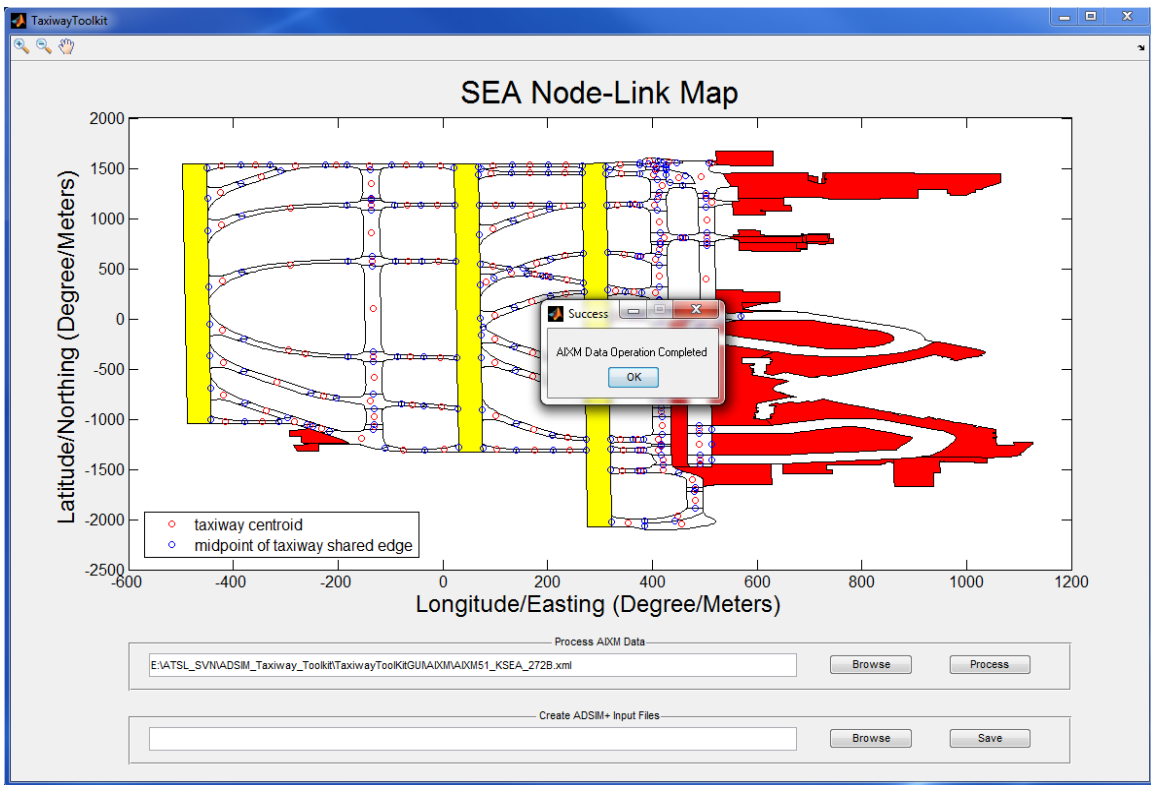 TaxiwayToolkit
SEA Node-Link Map
Latitude/Northing (Degree/Meters)
2000
1500
1000
500
0
-500
-1000
-1500
-2000
-2500
Success
AIXM Data Operation Completed
OK
taxiway centroid
midpoint of taxiway shared edge
-600 -400 -200 0 200 400 600 800 1000 1200
Longitude/Easting (Degree/Meters)
Process AIXM Data
E:\ATSL_SVN\ADSIM_Taxiway_Toolkit\TaxiwayToolKitGUI\AIXM\AIXM51_KSEA_272B.xml Browse Process
Create ADSIM+ Input Files
Browse Save